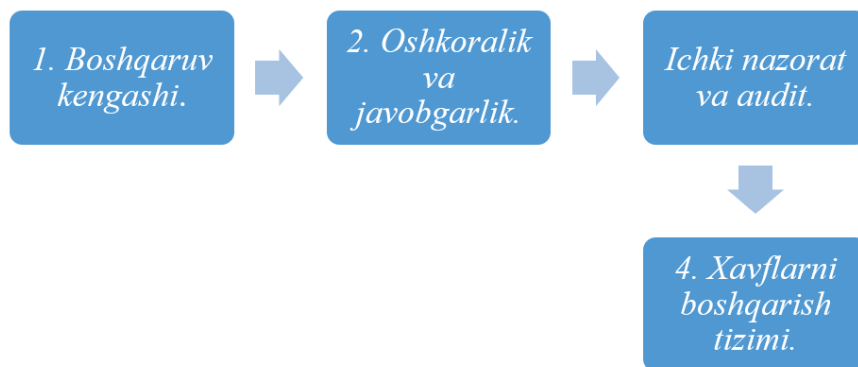 1. Boshqaruv
kengashi.
2. Oshkoralik
va
javobgarlik.
Ichki nazorat
va audit.
4. Xavflarni
boshqarish
tizimi.